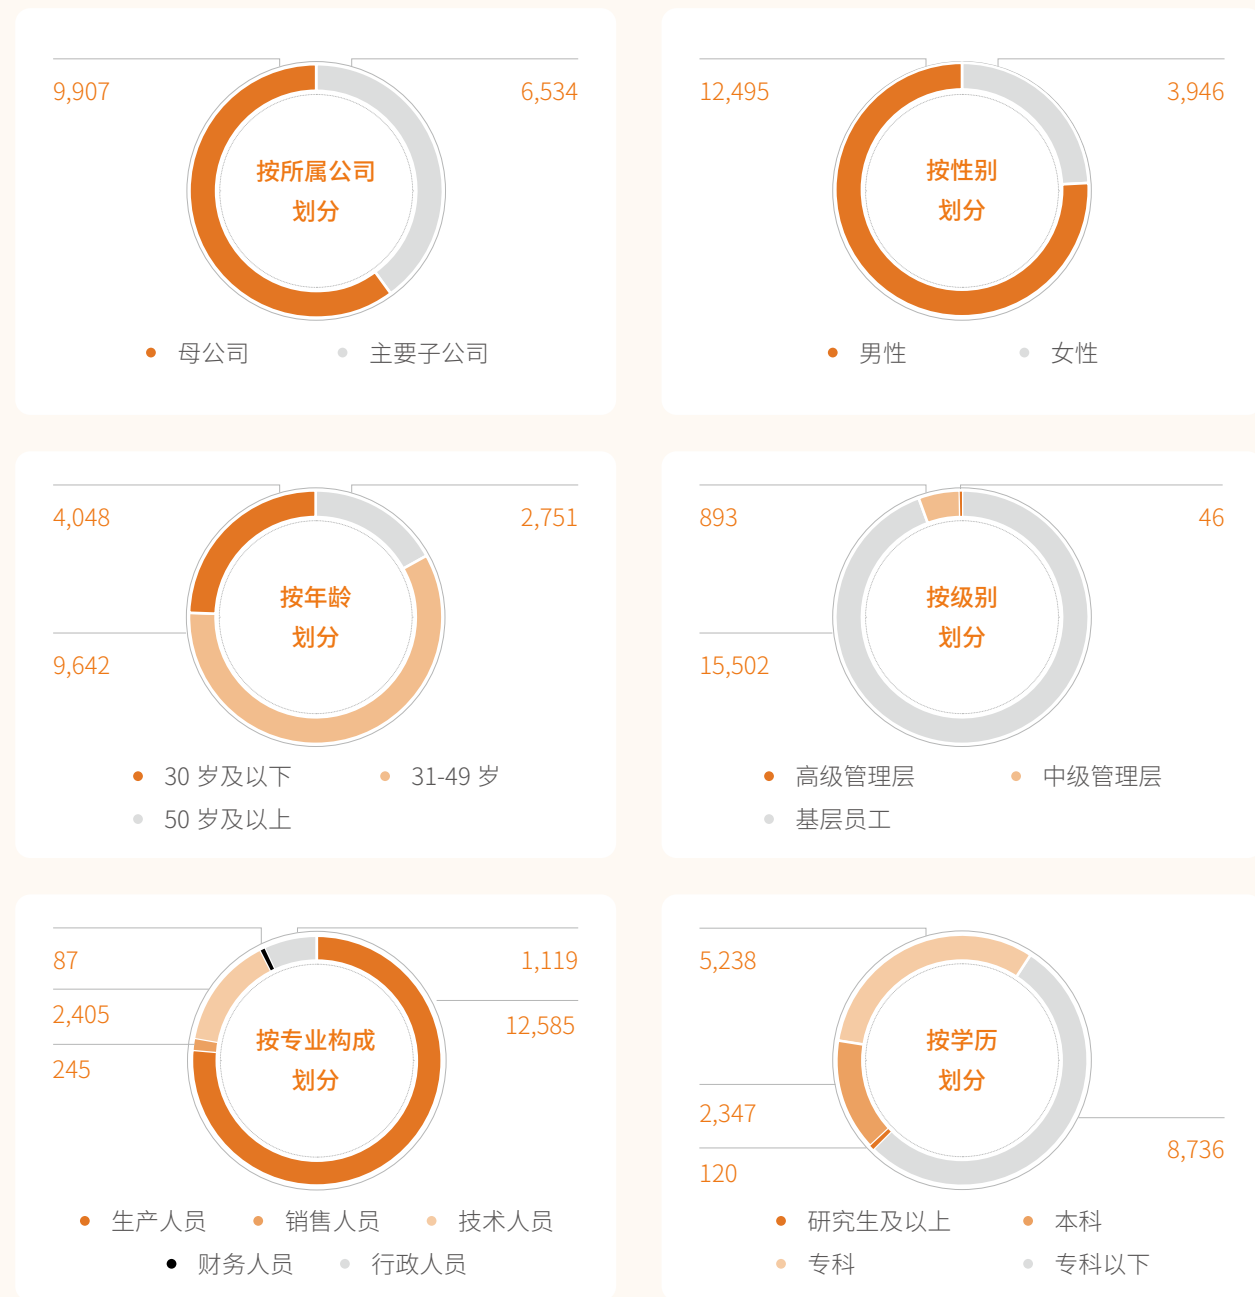 9,907
6,534
按所属公司
划分
母公司
主要子公司
12,495
3,946
按性别
划分
男性
女性
4,048
2,751
按年龄
划分
9,642
30 岁及以下
31-49 岁
50 岁及以上
893
46
按级别
划分
15,502
高级管理层
中级管理层
基层员工
87
1,119
2,405
12,585
按专业构成
划分
245
生产人员
销售人员
技术人员
财务人员
行政人员
5,238
按学历
划分
2,347
8,736
120
研究生及以上
本科
专科
专科以下